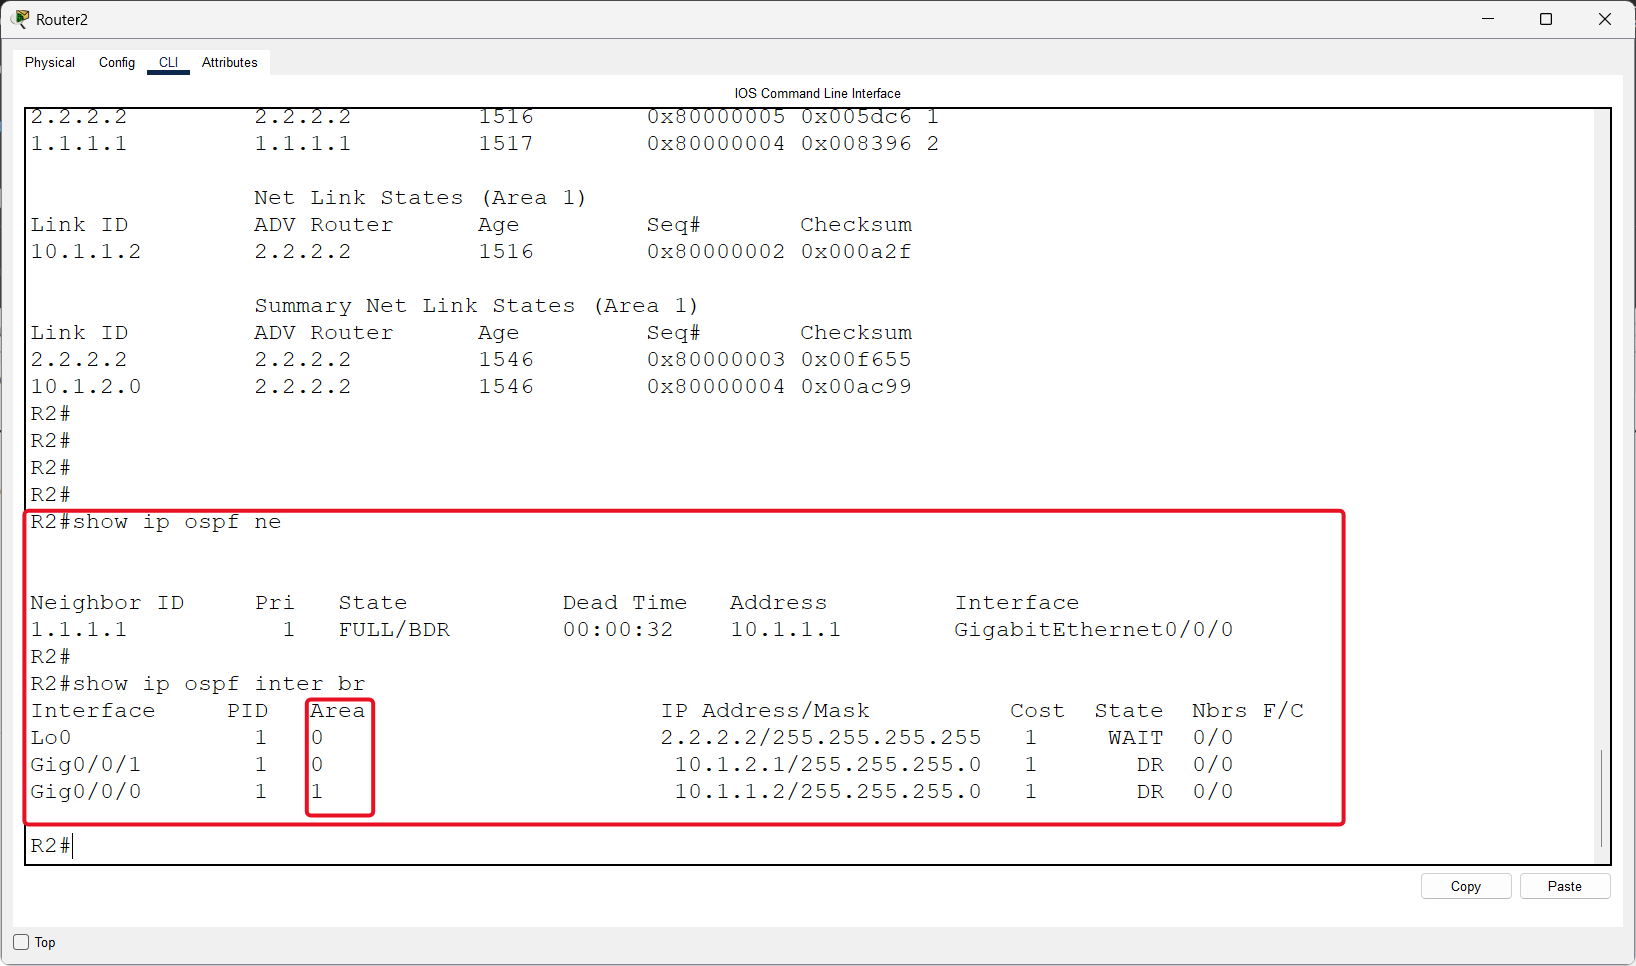 Router2
Physical Config CLI Attributes
IOS Command Line Interface
2.2.2.2 2.2.2.2 1516 0x80000005 0x005dc6 1
1.1.1.1 1.1.1.1 1517 0x80000004 0x008396 2
Net Link States (Area 1)
Link ID ADV Router Age Seq# Checksum
10.1.1.2 2.2.2.2 1516 0x80000002 0x000a2f
Summary Net Link States (Area 1)
Link ID ADV Router Age Seq# Checksum
2.2.2.2 2.2.2.2 1546 0x80000003 0x00f655
10.1.2.0 2.2.2.2 1546 0x80000004 0x00ac99
R2#
R2#
R2#
R2#
R2#show ip ospf ne
Neighbor ID Pri State Dead Time Address Interface
1.1.1.1 1 FULL/BDR 00:00:32 10.1.1.1 GigabitEthernet0/0/0
R2#
R2#show ip ospf inter br
Interface PID Area IP Address/Mask Cost State Nbrs F/C
Lo0 1 0 2.2.2.2/255.255.255.255 1 WAIT 0/0
Gig0/0/1 1 0 10.1.2.1/255.255.255.0 1 DR 0/0
Gig0/0/0 1 1 10.1.1.2/255.255.255.0 1 DR 0/0
R2#
Copy Paste
Top